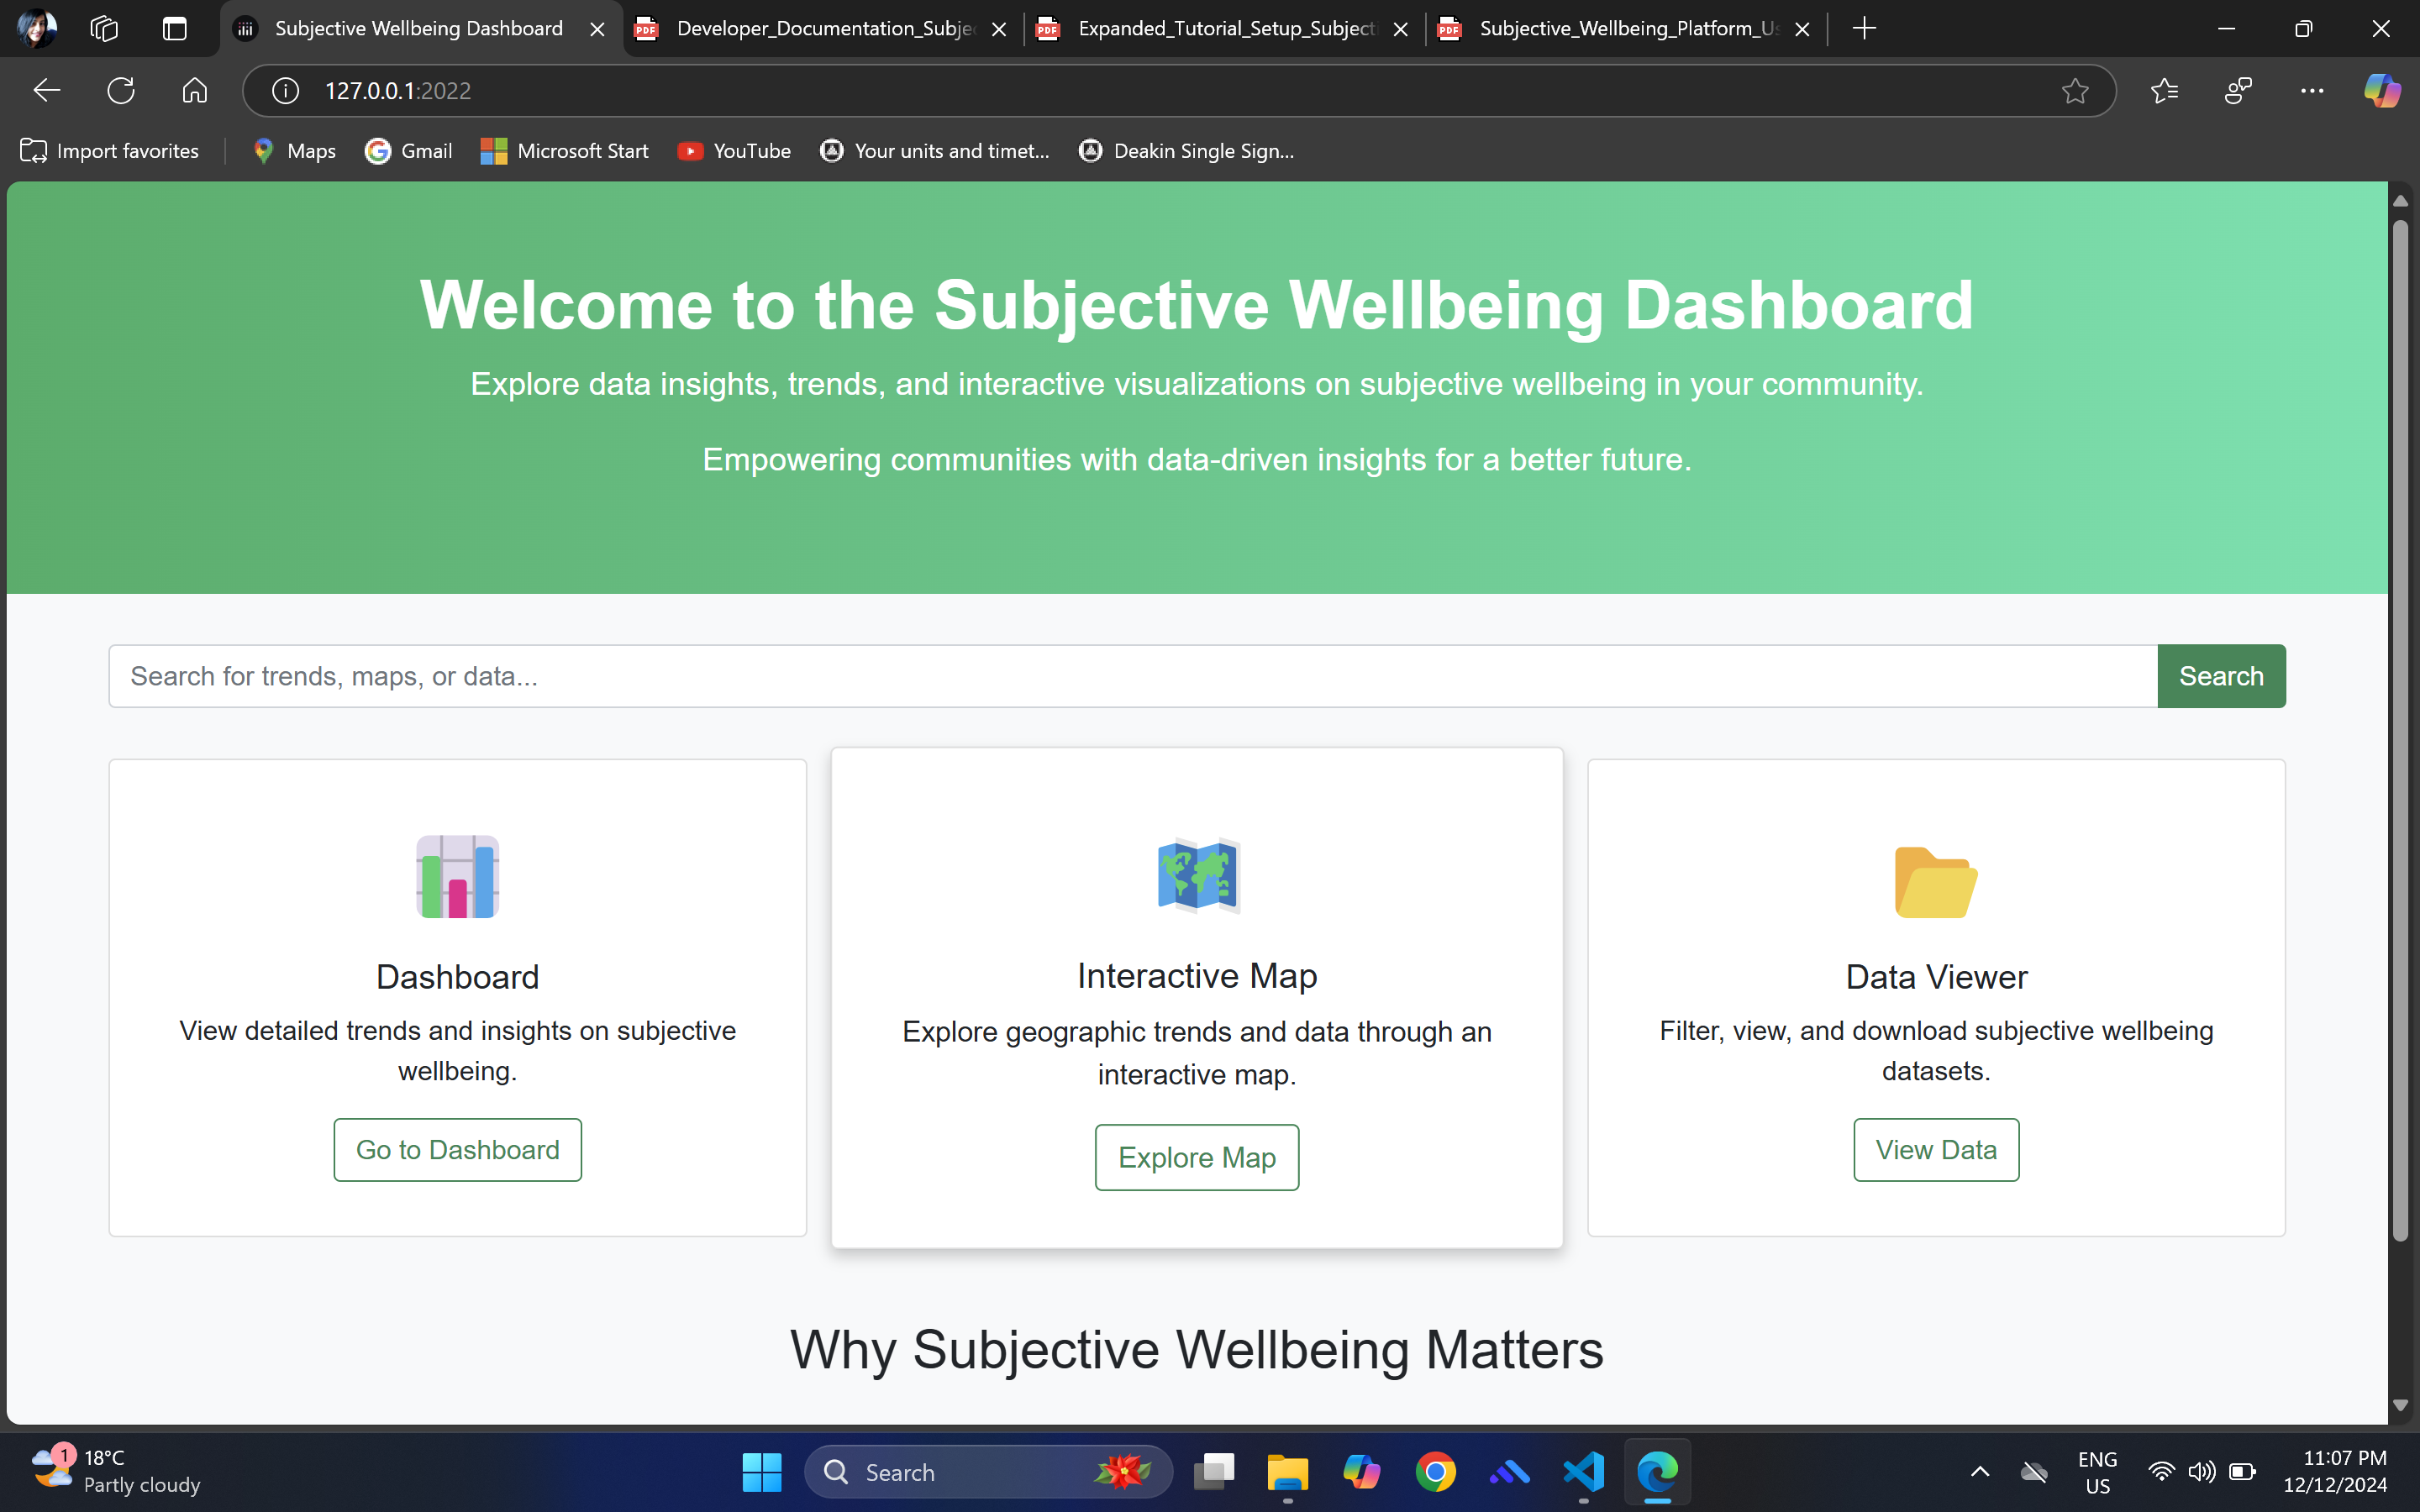 Subjective Wellbeing Dashboard
Developer_Documentation_Subje
Expanded_Tutorial_Setup_Subject
Subjective_Wellbeing_Platform_Us
127.0.0.1:2022
Import favorites
Maps
Gmail
Microsoft Start
YouTube
Your units and timet...
Deakin Single Sign...
Welcome to the Subjective Wellbeing Dashboard
Explore data insights, trends, and interactive visualizations on subjective wellbeing in your community.
Empowering communities with data-driven insights for a better future.
Search for trends, maps, or data...
Search
Dashboard
View detailed trends and insights on subjective
wellbeing.
Go to Dashboard
Interactive Map
Explore geographic trends and data through an
interactive map.
Explore Map
Data Viewer
Filter, view, and download subjective wellbeing
datasets.
View Data
Why Subjective Wellbeing Matters
1
18°C
Partly cloudy
Search
ENG
US
11:07 PM
12/12/2024